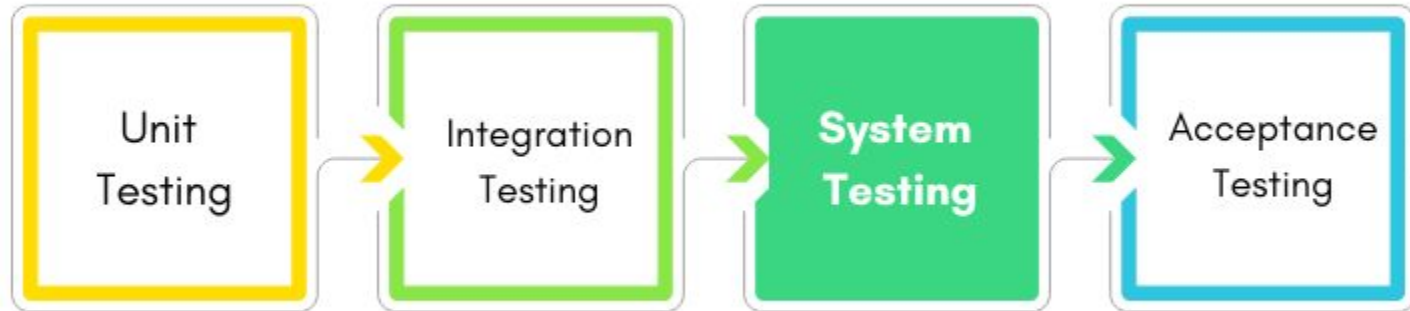 Unit
Testing
Integration
Testing
System
Testing
Acceptance
Testing